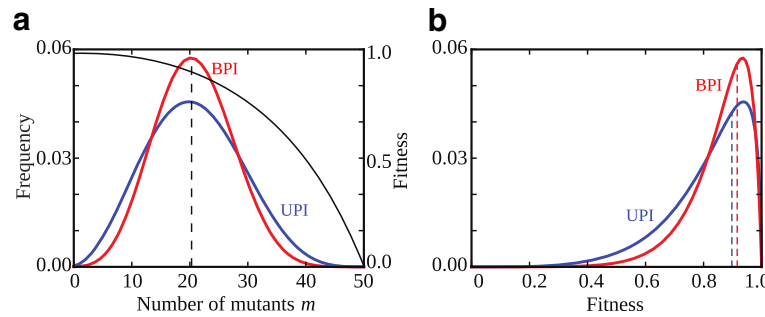 a
0.06
0.03
0.00
Frequency
BPI
UPI
1.0
0.5
0.0
Fitness
0 10 20 30 40 50
Number of mutants m
b
0.06
0.03
0.00
BPI
UPI
0 0.2 0.4 0.6 0.8 1.0
Fitness